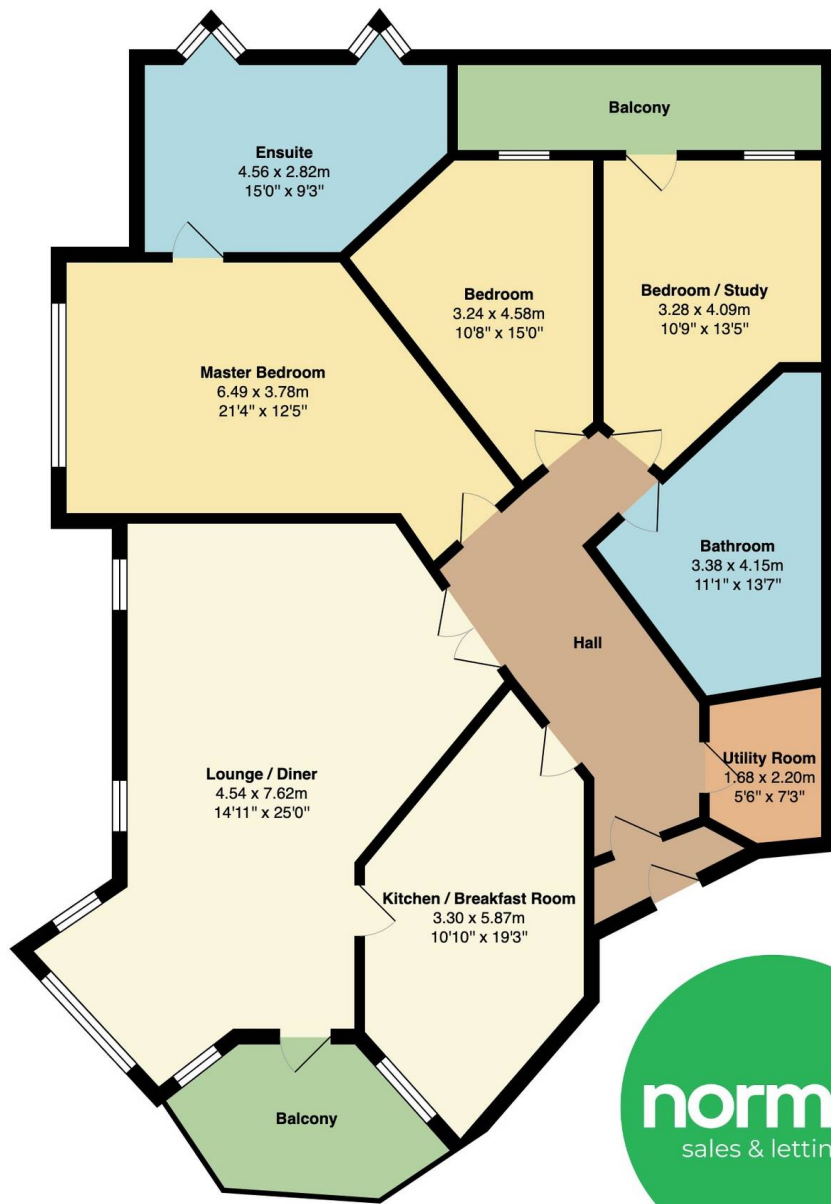 Balcony
Ensuite
4.56 x 2.82m
15'0" x 9'3"
Bedroom
3.24 x 4.58m
10'8" x 15'0"
Bedroom / Study
3.28 x 4.09m
10'9" x 13'5"
Master Bedroom
6.49 x 3.78m
21'4" x 12'5"
Bathroom
3.38 x 4.15m
11'1" x 13'7"
Hall
Lounge / Diner
4.54 x 7.62m
14'11" x 25'0"
Utility Room
1.68 x 2.20m
5'6" x 7'3"
Kitchen / Breakfast Room
3.30 x 5.87m
10'10" x 19'3"
Balcony
norm
sales & lettin